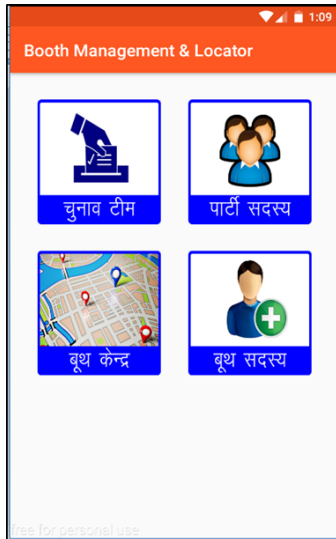 1:09
Booth Management & Locator
चुनाव टीम
पार्टी सदस्य
बूथ केन्द्र
बूथ सदस्य
free for personal use